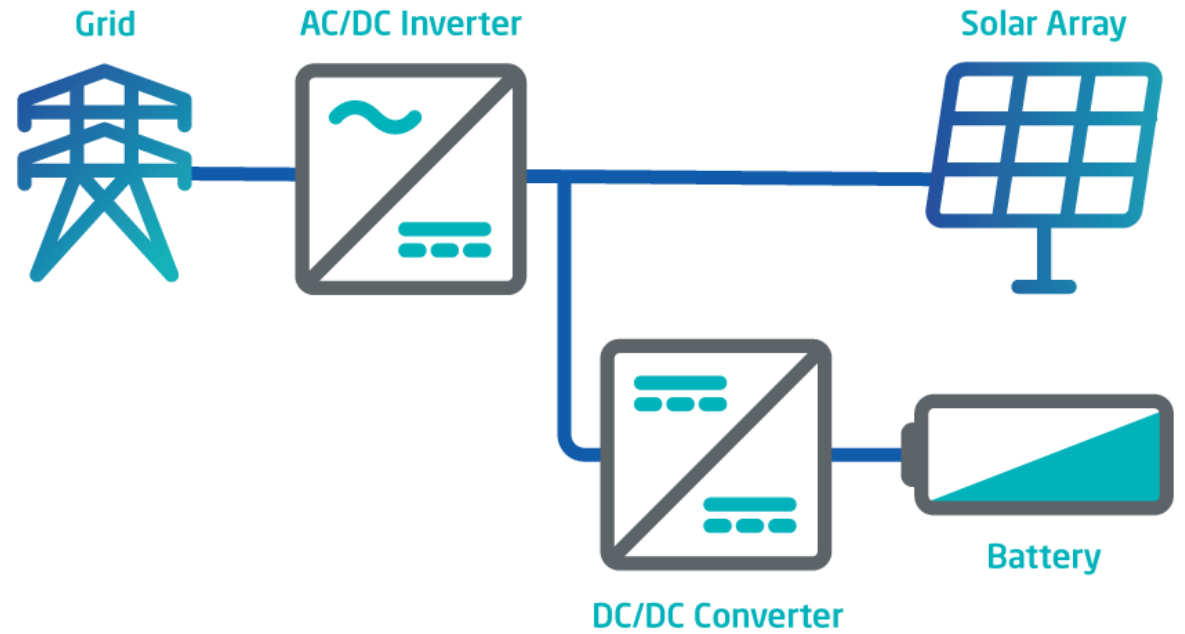 Grid
AC/DC Inverter
Solar Array
Battery
DC/DC Converter